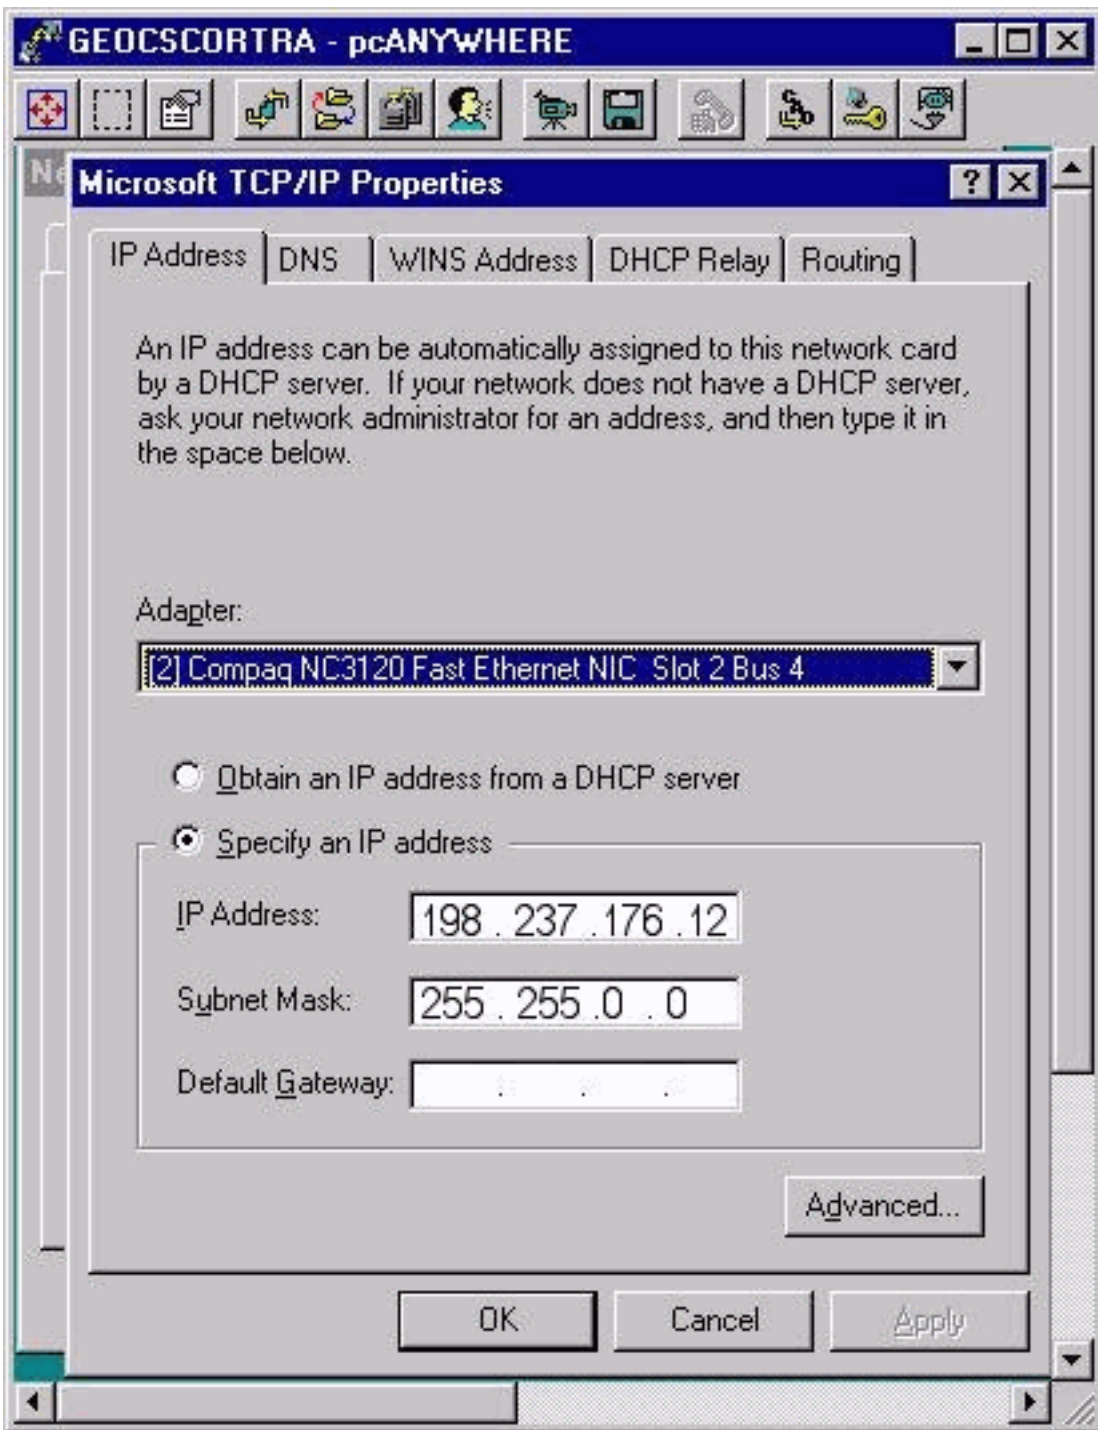 GEOCSCORTRA - pcANYWHERE
Ne
Microsoft TCP/IP Properties
IP Address DNS WINS Address DHCP Relay Routing
An IP address can be automatically assigned to this network card
by a DHCP server. If your network does not have a DHCP server,
ask your network administrator for an address, and then type it in
the space below.
Adapter:
[2] Compaq NC3120 Fast Ethernet NIC Slot 2 Bus 4
Obtain an IP address from a DHCP server
Specify an IP address
IP Address: 198 . 237 .176 .12
Subnet Mask: 255 . 255 .0 . 0
Default Gateway: . . .
Advanced...
OK Cancel Apply